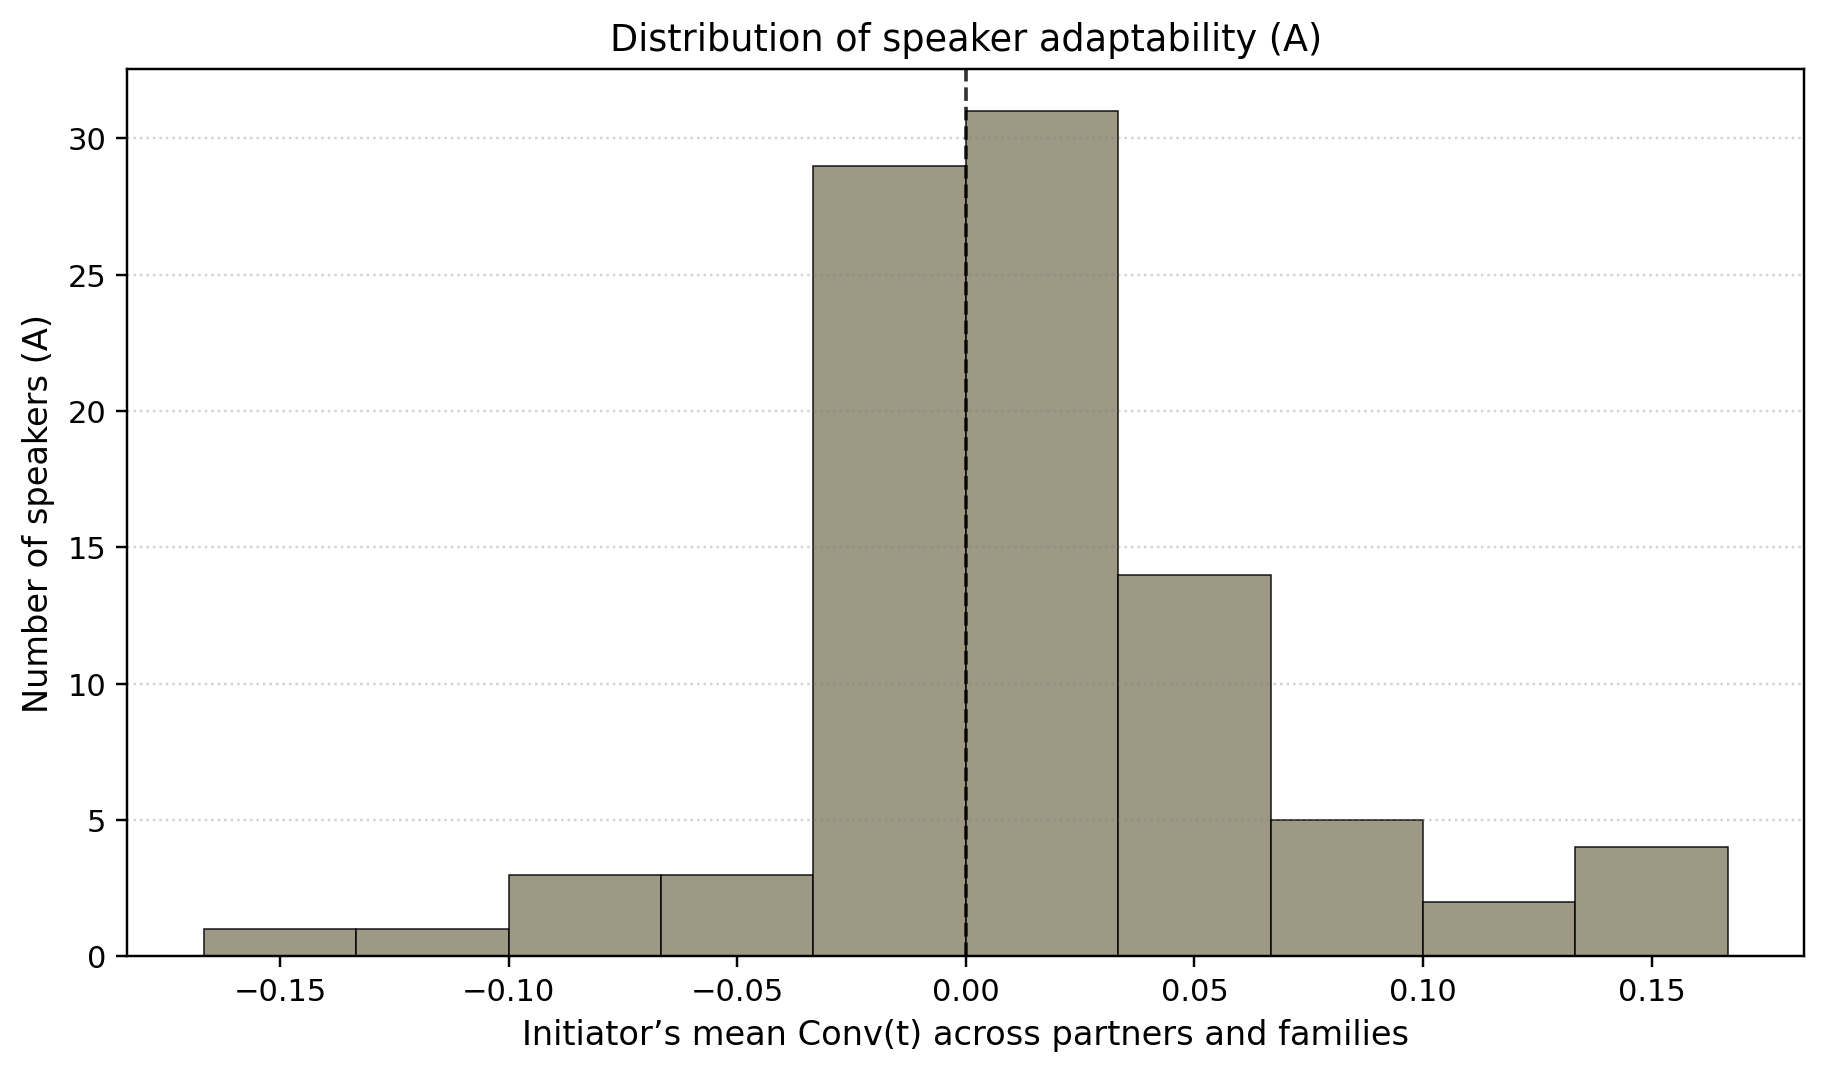 Distribution of speaker adaptability (A)
Number of speakers (A)
30
25
20
15
10
5
0
−0.15 −0.10 −0.05 0.00 0.05 0.10 0.15
Initiator’s mean Conv(t) across partners and families